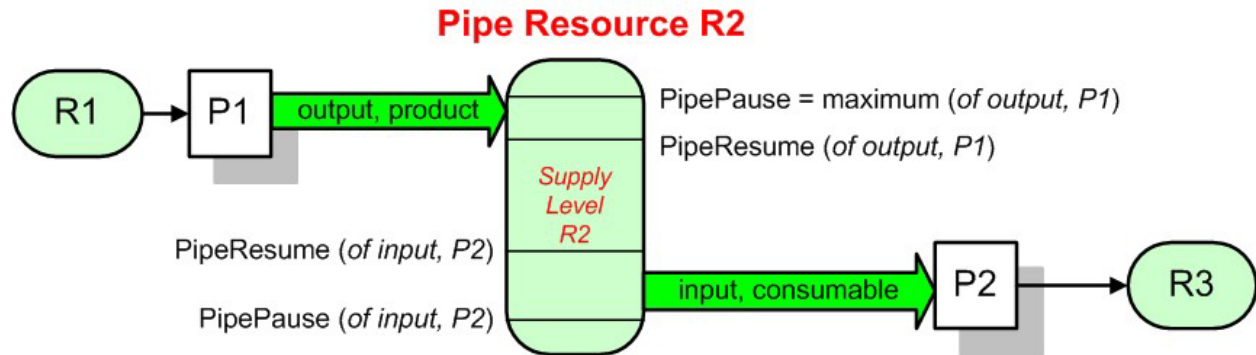 Pipe Resource R2
R1
P1
output, product
PipePause = maximum (of output, P1)
PipeResume (of output, P1)
Supply
Level
R2
PipeResume (of input, P2)
PipePause (of input, P2)
input, consumable
P2
R3